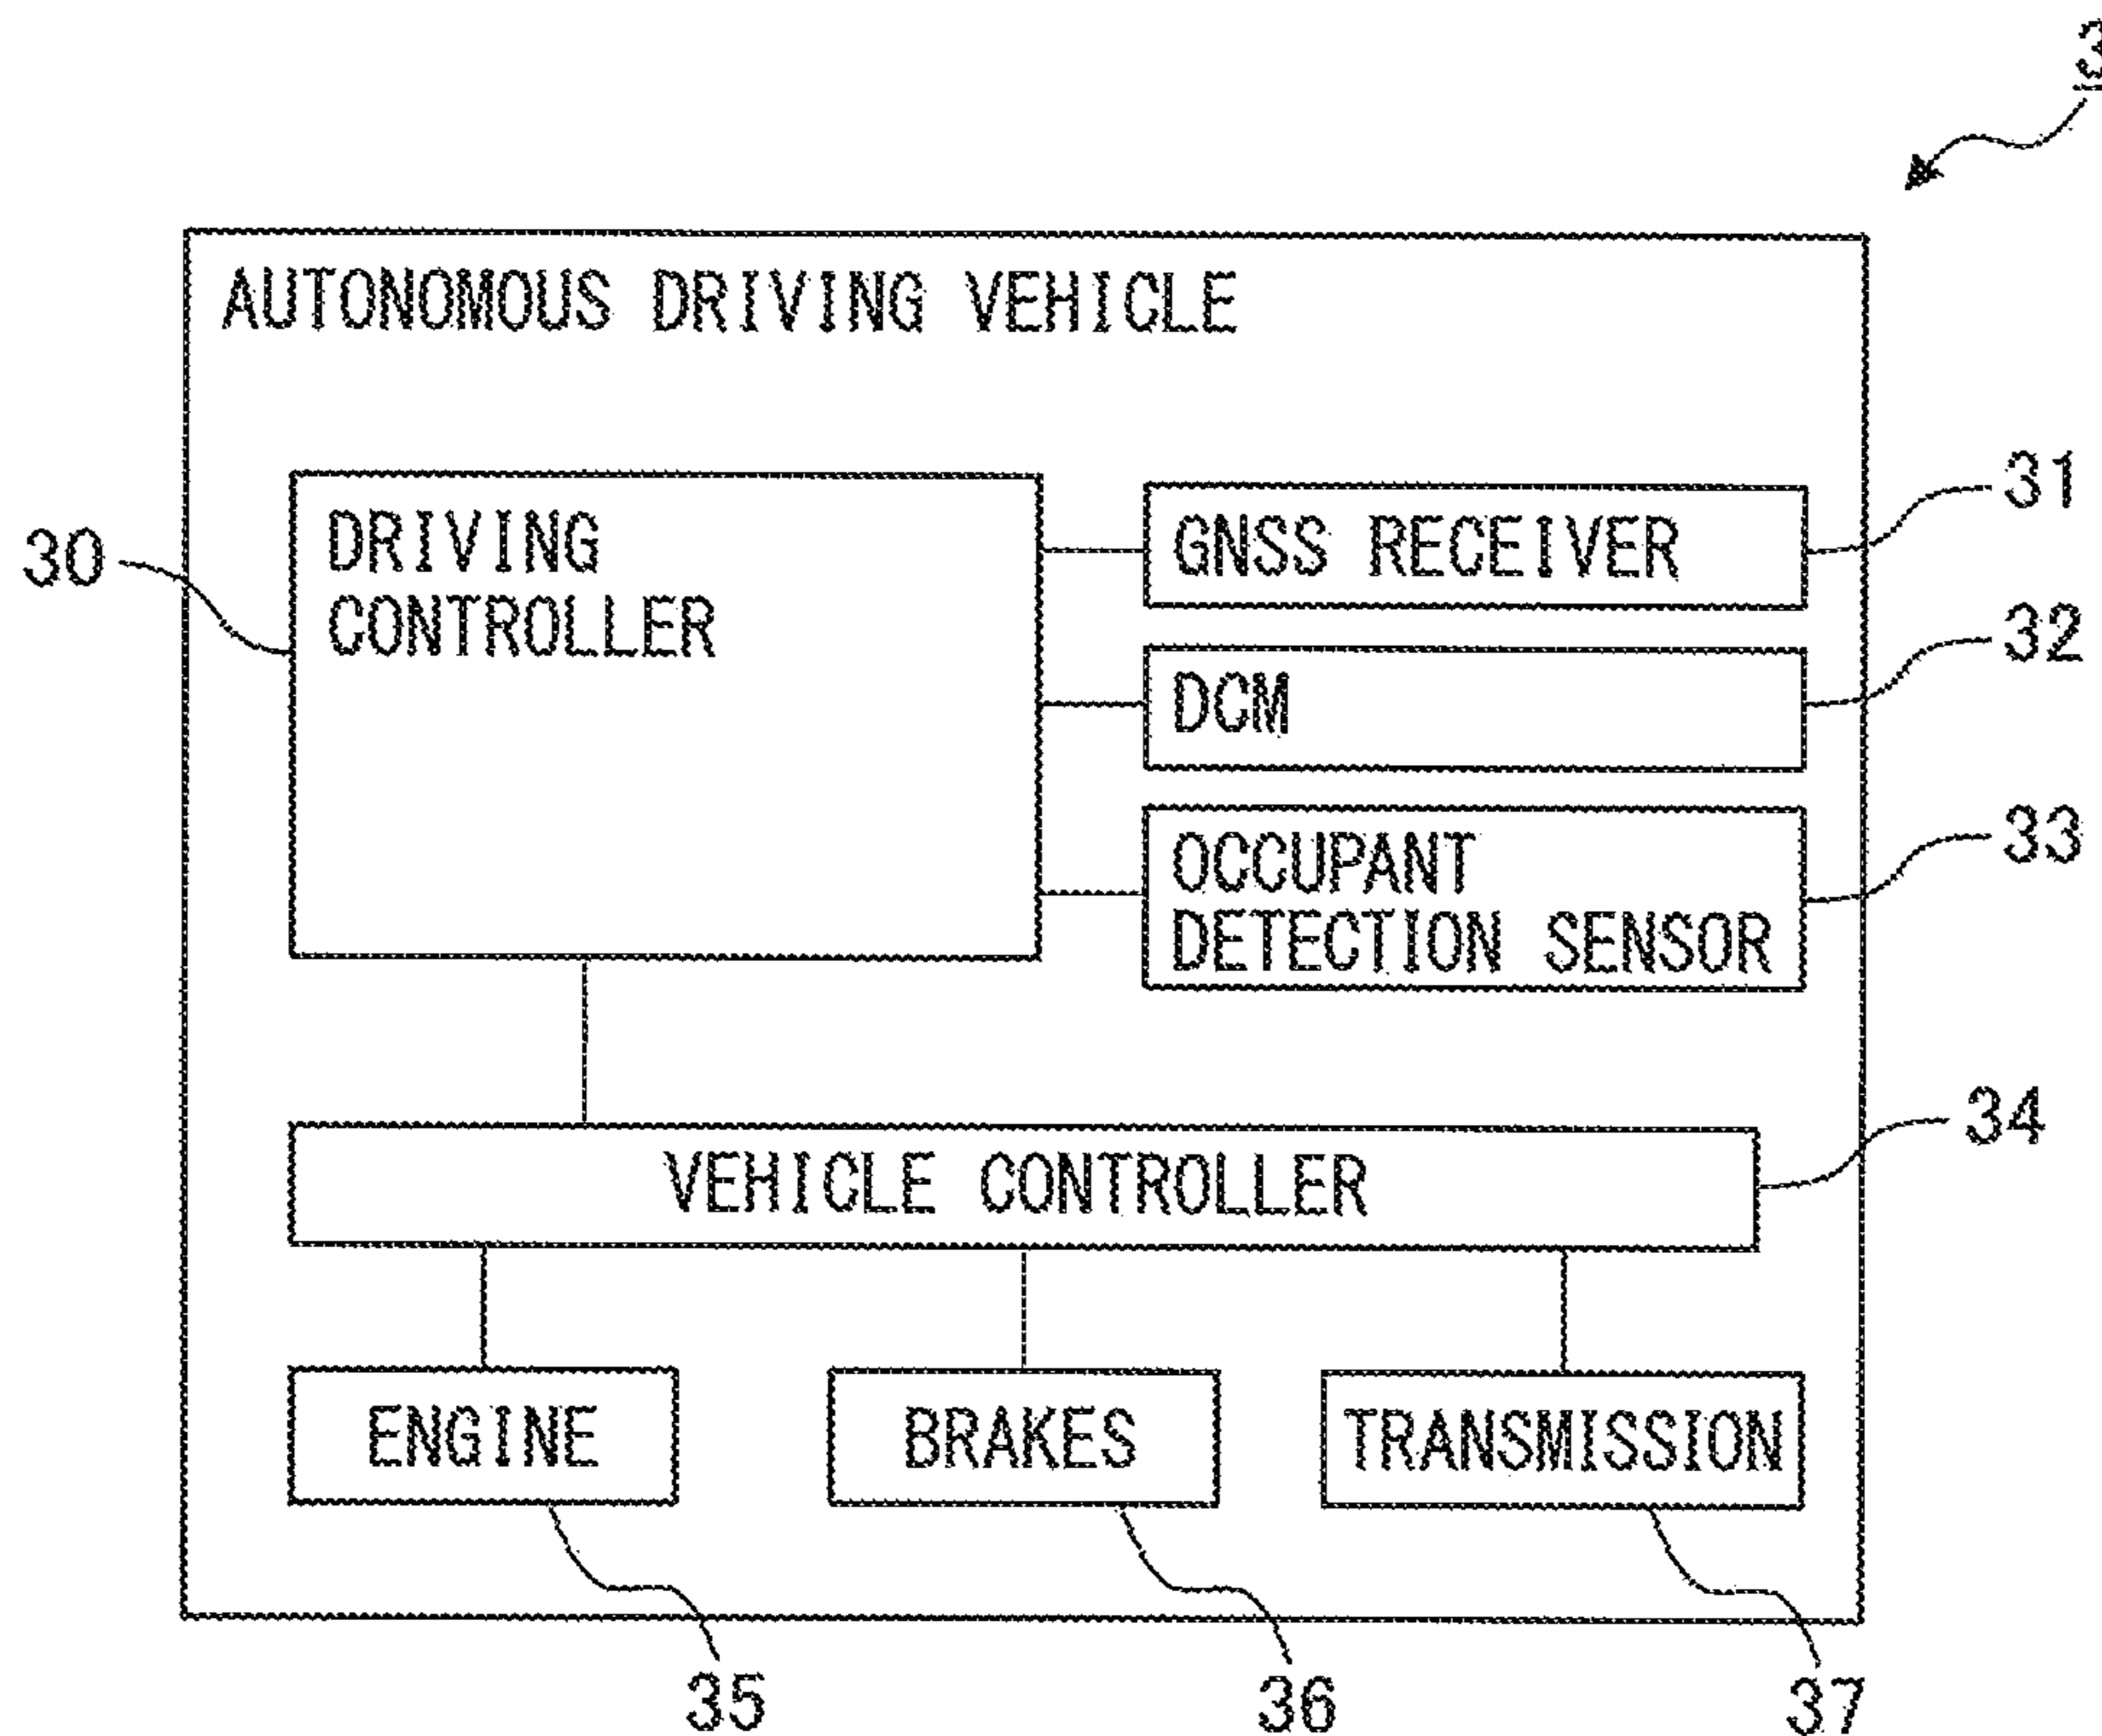 3
AUTONOMOUS DRIVING VEHICLE
30
DRIVING
CONTROLLER
GNSS RECEIVER
31
DCM
32
OCCUPANT
DETECTION SENSOR
33
VEHICLE CONTROLLER
34
ENGINE
BRAKES
TRANSMISSION
35
36
37